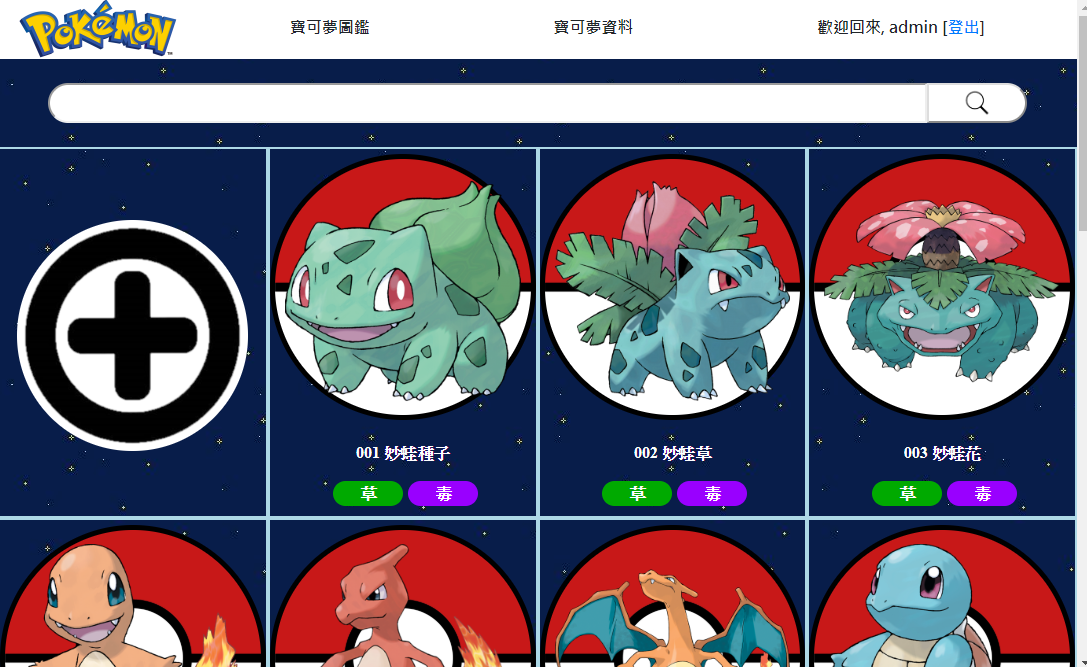 Pokémon TM
寶可夢圖鑑
寶可夢資料
歡迎回來, admin [登出]
001 妙蛙種子
002 妙蛙草
003 妙蛙花
草 毒
草 毒
草 毒